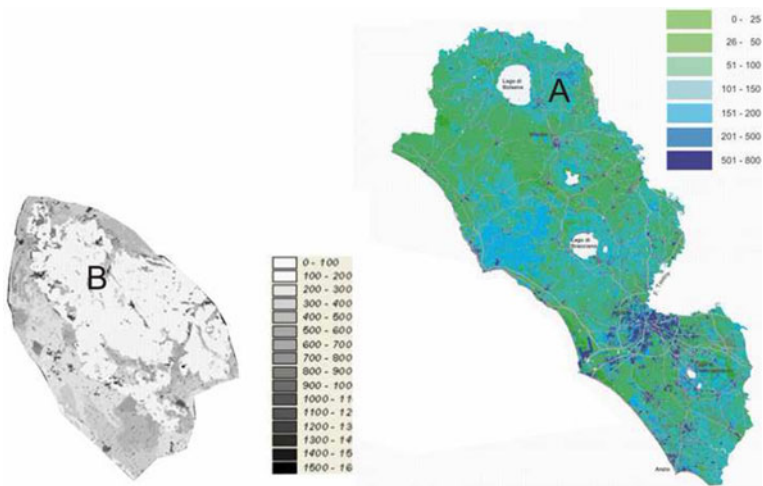 0 - 25
26 - 50
51 - 100
101 - 150
151 - 200
201 - 500
501 - 800
Lago di
Bolsena
A
Lago di
Bracciano
Anzio
B
0 - 100
100 - 200
200 - 300
300 - 400
400 - 500
500 - 600
600 - 700
700 - 800
800 - 900
900 - 100
1000 - 11
1100 - 12
1200 - 13
1300 - 14
1400 - 15
1500 - 16